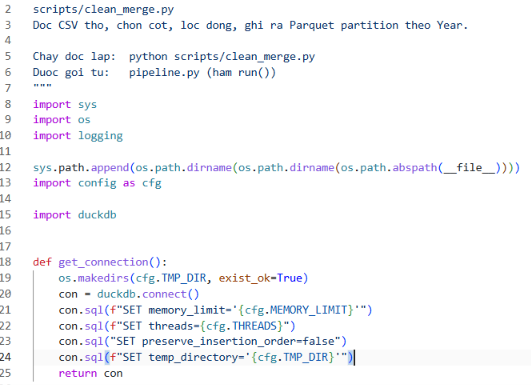 2 scripts/clean_merge.py
3 Doc CSV tho, chon cot, loc dong, ghi ra Parquet partition theo Year.
4
5 Chay doc lap: python scripts/clean_merge.py
6 Duoc goi tu: pipeline.py (ham run())
7 """
8 import sys
9 import os
10 import logging
11
12 sys.path.append(os.path.dirname(os.path.dirname(os.path.abspath(__file__))))
13 import config as cfg
14
15 import duckdb
16
17
18 def get_connection():
19 os.makedirs(cfg.TMP_DIR, exist_ok=True)
20 con = duckdb.connect()
21 con.sql(f"SET memory_limit='{cfg.MEMORY_LIMIT}'")
22 con.sql(f"SET threads={cfg.THREADS}")
23 con.sql("SET preserve_insertion_order=false")
24 con.sql(f"SET temp_directory='{cfg.TMP_DIR}'")
25 return con